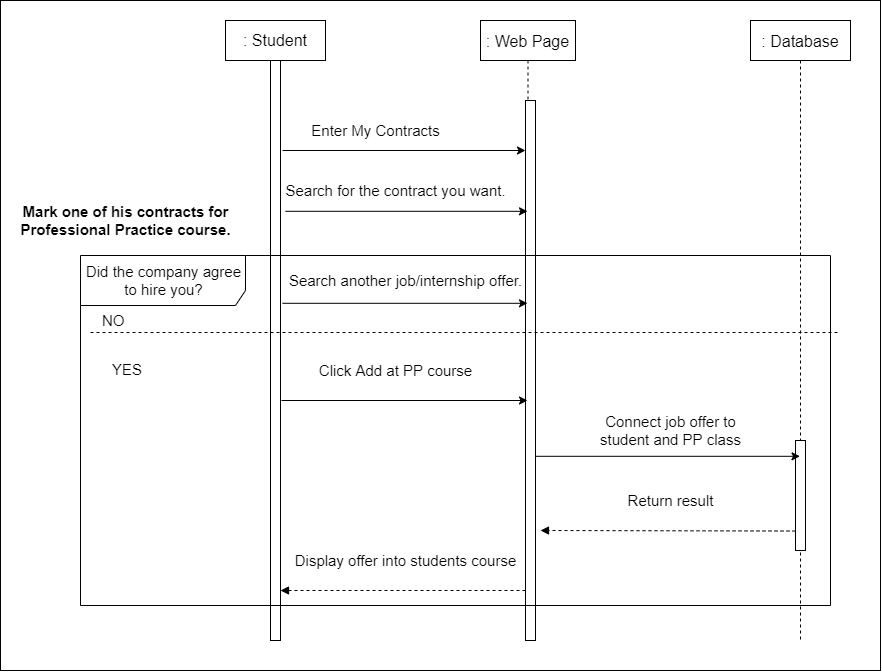 : Student
: Web Page
: Database
Enter My Contracts
Search for the contract you want.
Mark one of his contracts for
Professional Practice course.
Did the company agree
to hire you?
Search another job/internship offer.
NO
YES
Click Add at PP course
Connect job offer to
student and PP class
Return result
Display offer into students course